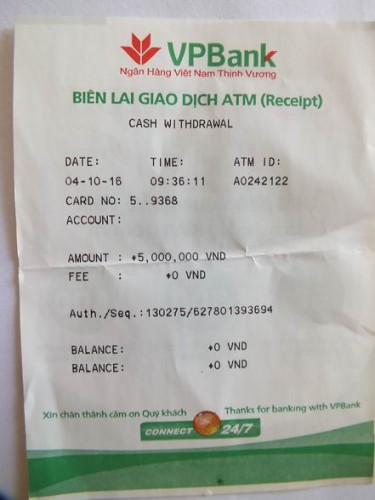 VPBank
Ngân Hàng Việt Nam Thịnh Vượng
BIÊN LAI GIAO DỊCH ATM (Receipt)
CASH WITHDRAWAL
DATE: TIME: ATM ID:
04-10-16 09:36:11 A0242122
CARD NO: 5..9368
ACCOUNT:
AMOUNT : +5,000,000 VND
FEE : +0 VND
Auth./Seq.:130275/627801393694
BALANCE: +0 VND
BALANCE: +0 VND
Xin chân thành cảm ơn Quý khách Thanks for banking with VPBank
CONNECT 24/7